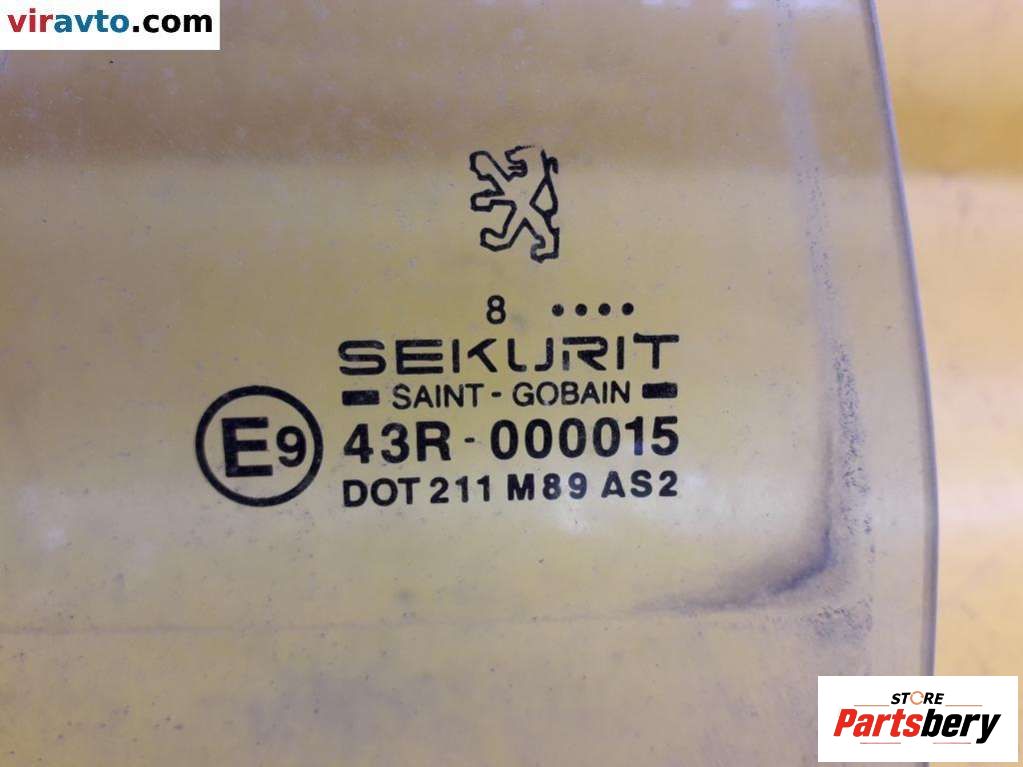 viravto.com
8 ••••
SEKURIT
SAINT - GOBAIN
E9 43R - 000015
DOT 211 M89 AS2
STORE
Partsbery